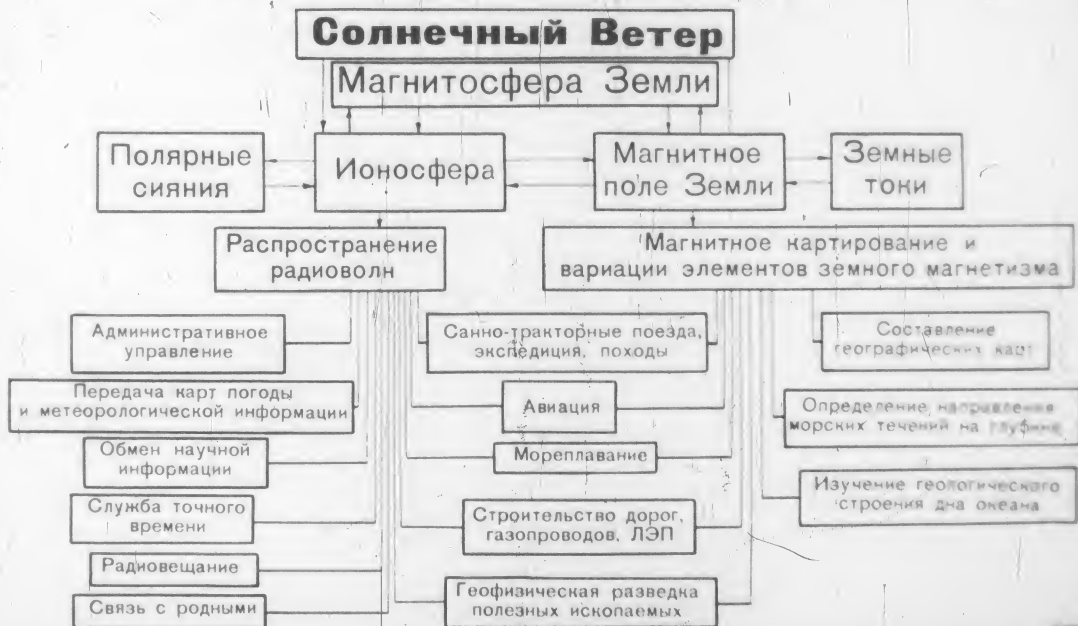 Солнечный Ветер
Магнитосфера Земли
Полярные
сияния
Ионосфера
Магнитное
поле Земли
Земные
токи
Распространение
радиоволн
Магнитное картирование и
вариации элементов земного магнетизма
Административное
управление
Санно-тракторные поезда,
экспедиция, походы
Составление
географических карт
Передача карт погоды
и метеорологической информации
Авиация
Определение направления
морских течений на глубине
Обмен научной
информации
Мореплавание
Изучение геологического
строения дна океана
Служба точного
времени
Строительство дорог,
газопроводов, ЛЭП
Радиовещание
Геофизическая разведка
полезных ископаемых
Связь с родными